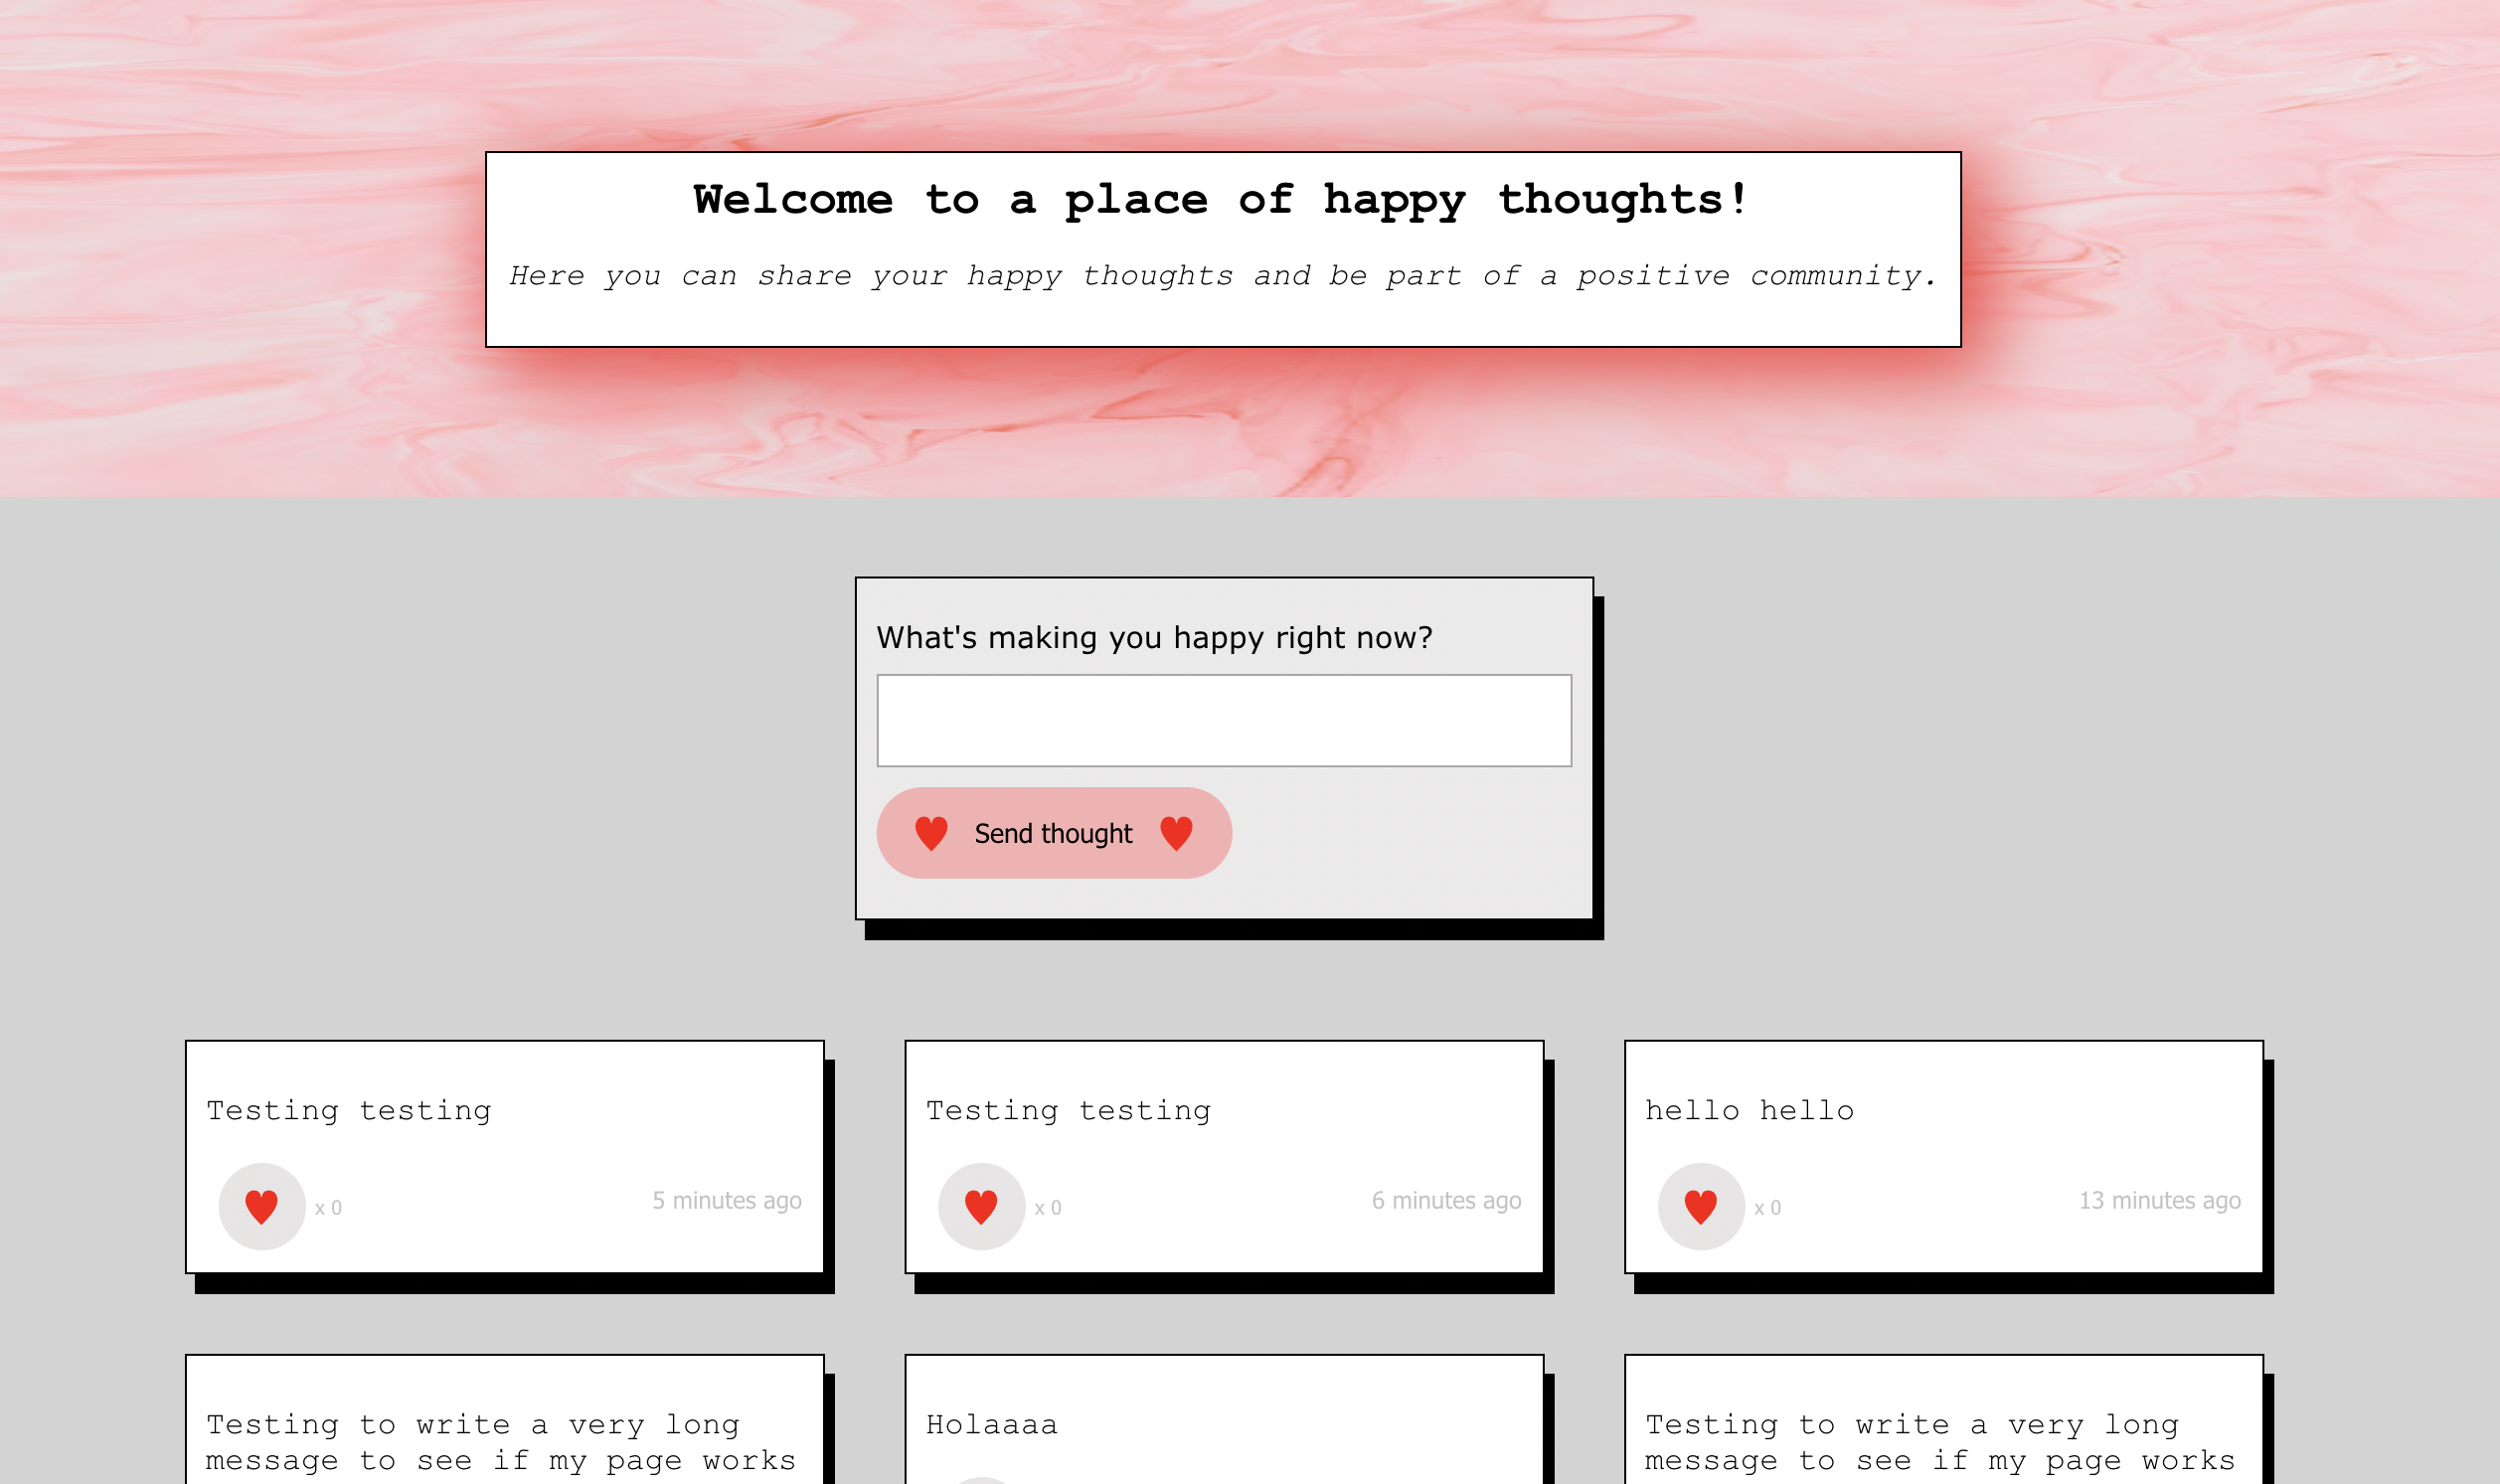 Welcome to a place of happy thoughts!
Here you can share your happy thoughts and be part of a positive community.
What's making you happy right now?
Send thought
Testing testing
x 0
5 minutes ago
Testing testing
x 0
6 minutes ago
hello hello
x 0
13 minutes ago
Testing to write a very long
message to see if my page works
Holaaaa
Testing to write a very long
message to see if my page works